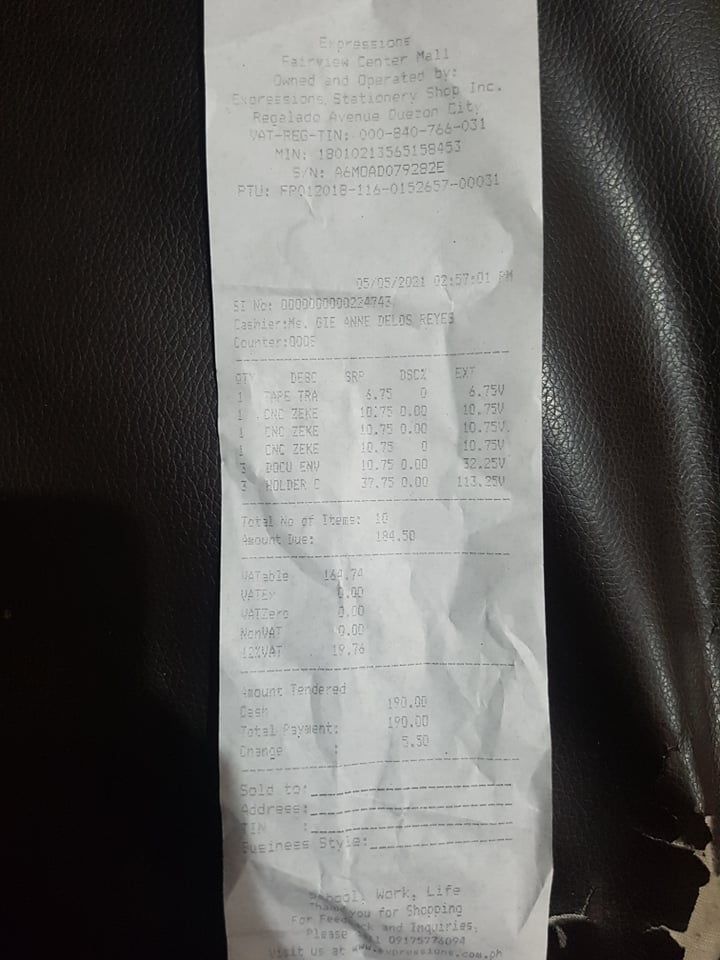 Expressions
Fairview Center Mall
Owned and Operated by:
Expressions Stationery Shop Inc.
Regalado Avenue Quezon City
VAT-REG-TIN: 000-840-766-031
MIN: 18010213565158453
S/N: A6MOAD079282E
PTU: FP012018-116-0152657-00031
05/05/2021 02:57:01 PM
SI No: 0000000000224743
Cashier:Ms. GIE ANNE DELOS REYES
Counter:0005
QTY DESC SRP DSC% EXT
1 TAPE TRA 6.75 0 6.75V
1 CNC ZEKE 10.75 0.00 10.75V
1 CNC ZEKE 10.75 0.00 10.75V
1 CNC ZEKE 10.75 0 10.75V
3 DOCU ENV 10.75 0.00 32.25V
3 HOLDER C 37.75 0.00 113.25V
Total No of Items: 10
Amount Due: 184.50
VATable 164.74
VATEx 0.00
VATZero 0.00
NonVAT 0.00
12%VAT 19.76
Amount Tendered
Cash 190.00
Total Payment: 190.00
Change : 5.50
Sold to:
Address:
TIN :
Business Style:
School, Work, Life
Thank you for Shopping
For Feedback and Inquiries,
Please call 09175776094
Visit us at www.expressions.com.ph